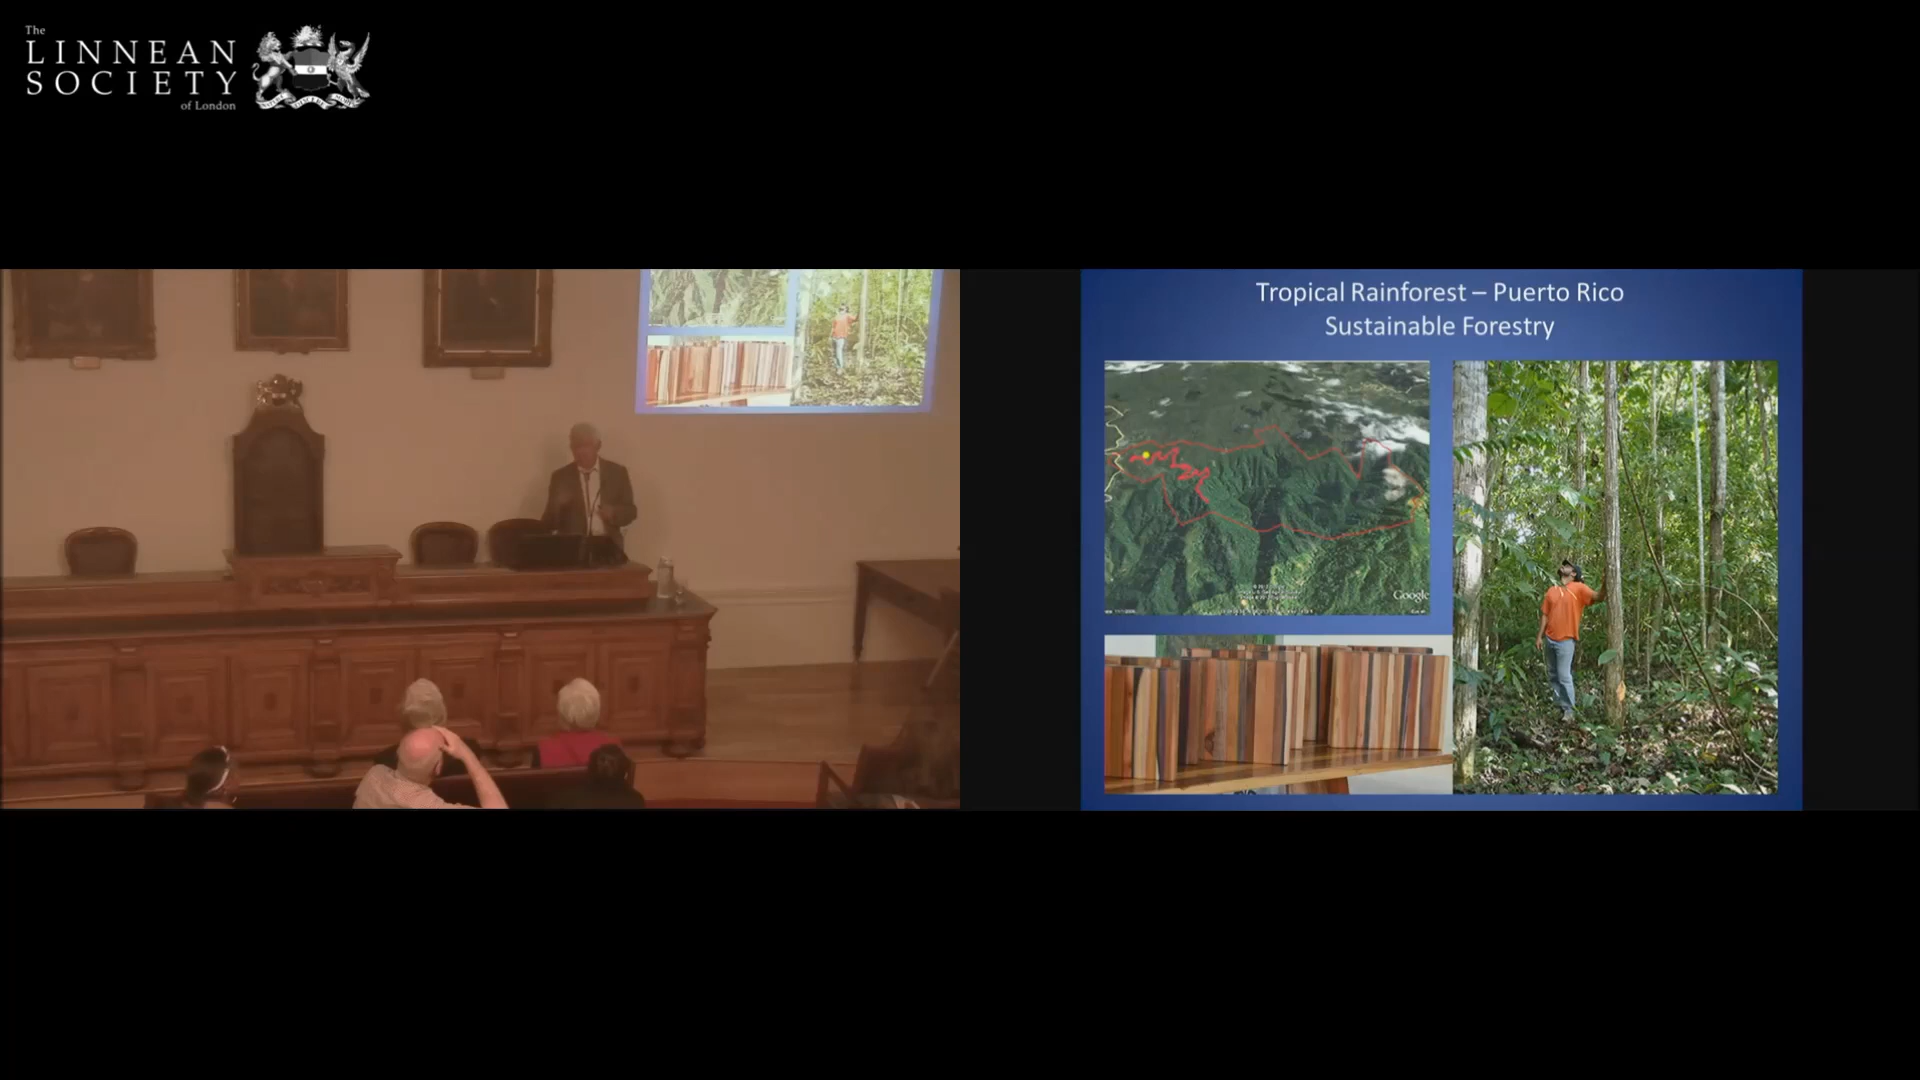 The
LINNEAN
SOCIETY
of London
Tropical Rainforest – Puerto Rico
Sustainable Forestry
Google